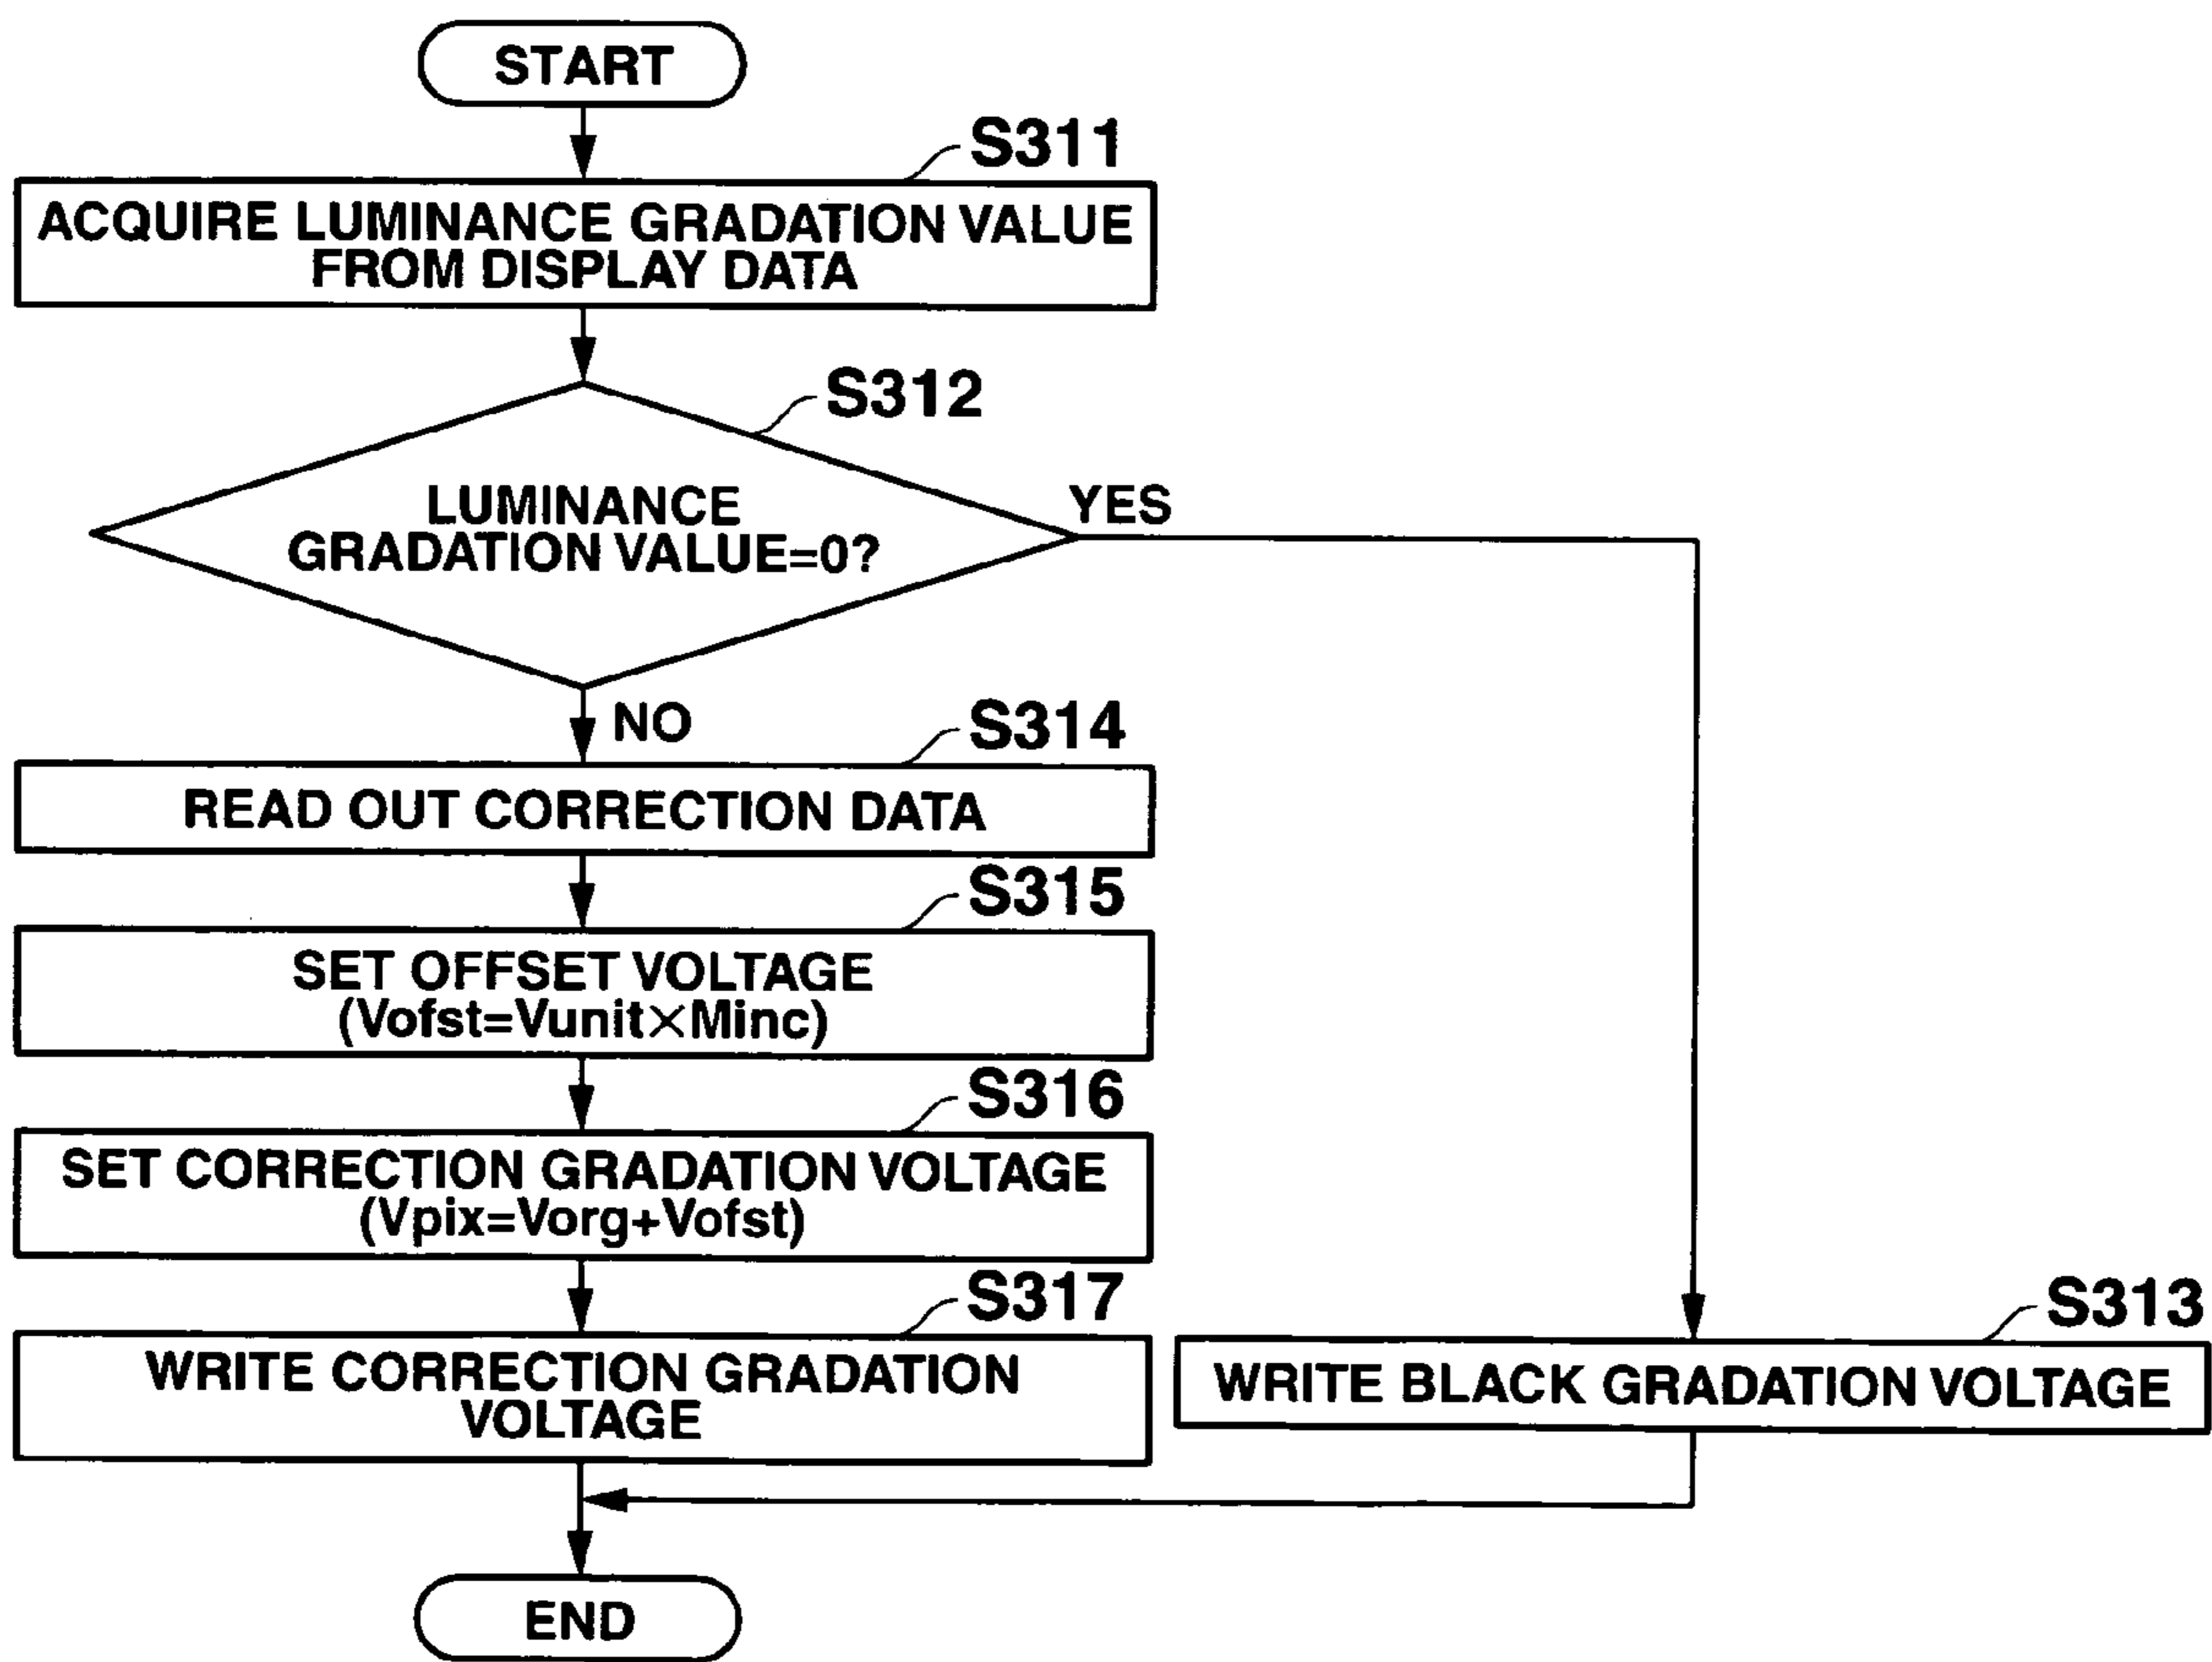 START
S311
ACQUIRE LUMINANCE GRADATION VALUE
FROM DISPLAY DATA
S312
LUMINANCE
GRADATION VALUE=0?
YES
NO
S314
READ OUT CORRECTION DATA
S315
SET OFFSET VOLTAGE
(Vofst=Vunit×Minc)
S316
SET CORRECTION GRADATION VOLTAGE
(Vpix=Vorg+Vofst)
S317
WRITE CORRECTION GRADATION
VOLTAGE
S313
WRITE BLACK GRADATION VOLTAGE
END